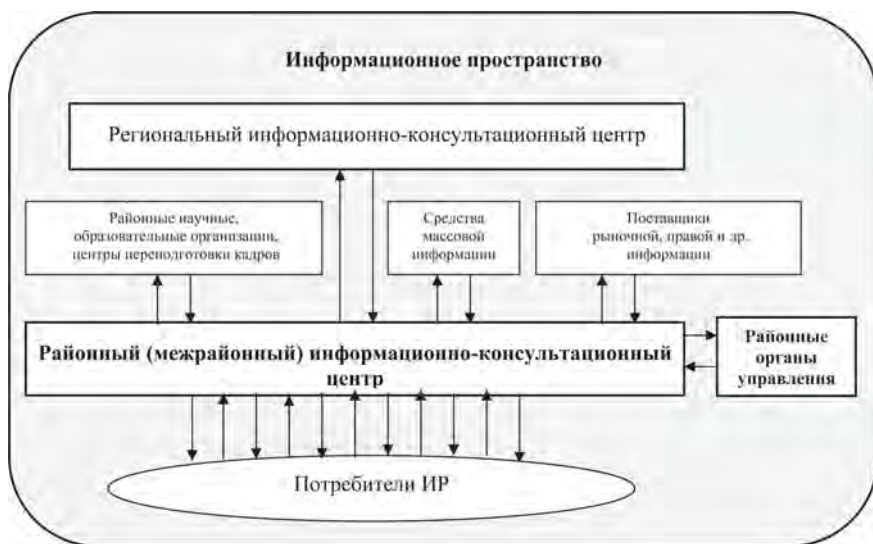 Информационное пространство
Региональный информационно-консультационный центр
Районные научные,
образовательные организации,
центры переподготовки кадров
Средства
массовой
информации
Поставщики
рыночной, правой и др.
информации
Районный (межрайонный) информационно-консультационный
центр
Районные
органы
управления
Потребители ИР